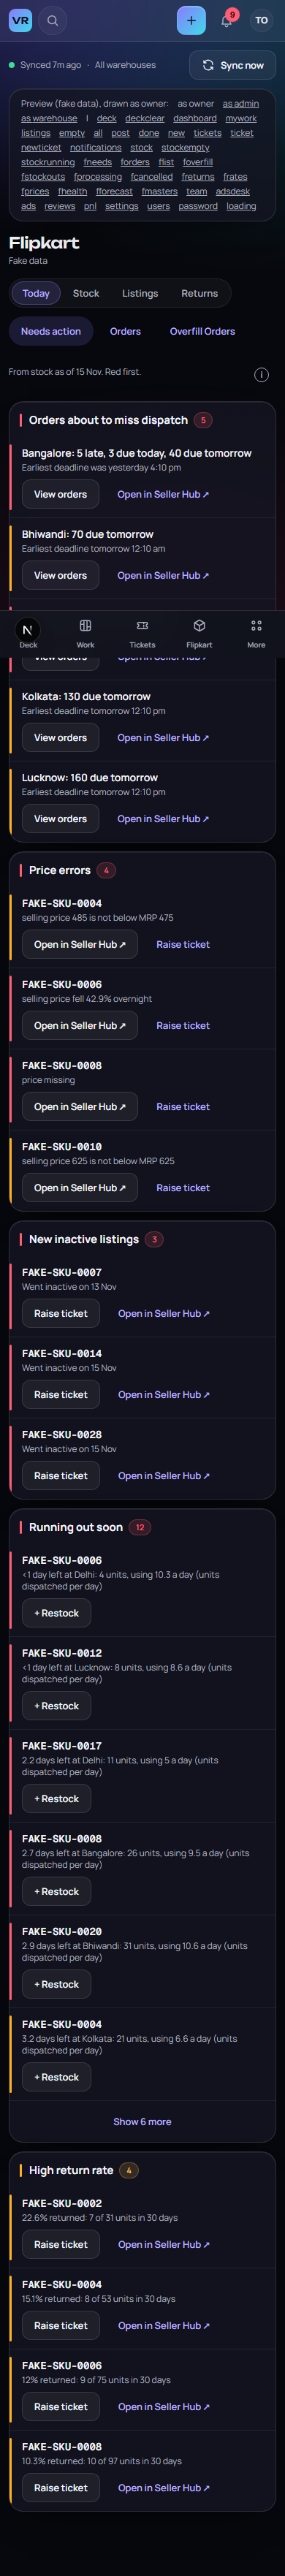 VR
9
TO
Synced 7m ago · All warehouses
Sync now
Preview (fake data), drawn as owner: as owner as admin
as warehouse | deck deckclear dashboard mywork
listings empty all post done new tickets ticket
newticket notifications stock stockempty
stockrunning fneeds forders flist foverfill
fstockouts fprocessing fcancelled freturns frates
fprices fhealth fforecast fmasters team adsdesk
ads reviews pnl settings users password loading
Flipkart
Fake data
Today Stock Listings Returns
Needs action Orders Overfill Orders
From stock as of 15 Nov. Red first.
Orders about to miss dispatch 5
Bangalore: 5 late, 3 due today, 40 due tomorrow
Earliest deadline was yesterday 4:10 pm
View orders Open in Seller Hub ↗
Bhiwandi: 70 due tomorrow
Earliest deadline tomorrow 12:10 am
View orders Open in Seller Hub ↗
N
Deck Work Tickets Flipkart More
View orders Open in Seller Hub ↗
Kolkata: 130 due tomorrow
Earliest deadline tomorrow 12:10 pm
View orders Open in Seller Hub ↗
Lucknow: 160 due tomorrow
Earliest deadline tomorrow 12:10 pm
View orders Open in Seller Hub ↗
Price errors 4
FAKE-SKU-0004
selling price 485 is not below MRP 475
Open in Seller Hub ↗ Raise ticket
FAKE-SKU-0006
selling price fell 42.9% overnight
Open in Seller Hub ↗ Raise ticket
FAKE-SKU-0008
price missing
Open in Seller Hub ↗ Raise ticket
FAKE-SKU-0010
selling price 625 is not below MRP 625
Open in Seller Hub ↗ Raise ticket
New inactive listings 3
FAKE-SKU-0007
Went inactive on 13 Nov
Raise ticket Open in Seller Hub ↗
FAKE-SKU-0014
Went inactive on 15 Nov
Raise ticket Open in Seller Hub ↗
FAKE-SKU-0028
Went inactive on 15 Nov
Raise ticket Open in Seller Hub ↗
Running out soon 12
FAKE-SKU-0006
<1 day left at Delhi: 4 units, using 10.3 a day (units
dispatched per day)
+ Restock
FAKE-SKU-0012
<1 day left at Lucknow: 8 units, using 8.6 a day (units
dispatched per day)
+ Restock
FAKE-SKU-0017
2.2 days left at Delhi: 11 units, using 5 a day (units
dispatched per day)
+ Restock
FAKE-SKU-0008
2.7 days left at Bangalore: 26 units, using 9.5 a day (units
dispatched per day)
+ Restock
FAKE-SKU-0020
2.9 days left at Bhiwandi: 31 units, using 10.6 a day (units
dispatched per day)
+ Restock
FAKE-SKU-0004
3.2 days left at Kolkata: 21 units, using 6.6 a day (units
dispatched per day)
+ Restock
Show 6 more
High return rate 4
FAKE-SKU-0002
22.6% returned: 7 of 31 units in 30 days
Raise ticket Open in Seller Hub ↗
FAKE-SKU-0004
15.1% returned: 8 of 53 units in 30 days
Raise ticket Open in Seller Hub ↗
FAKE-SKU-0006
12% returned: 9 of 75 units in 30 days
Raise ticket Open in Seller Hub ↗
FAKE-SKU-0008
10.3% returned: 10 of 97 units in 30 days
Raise ticket Open in Seller Hub ↗